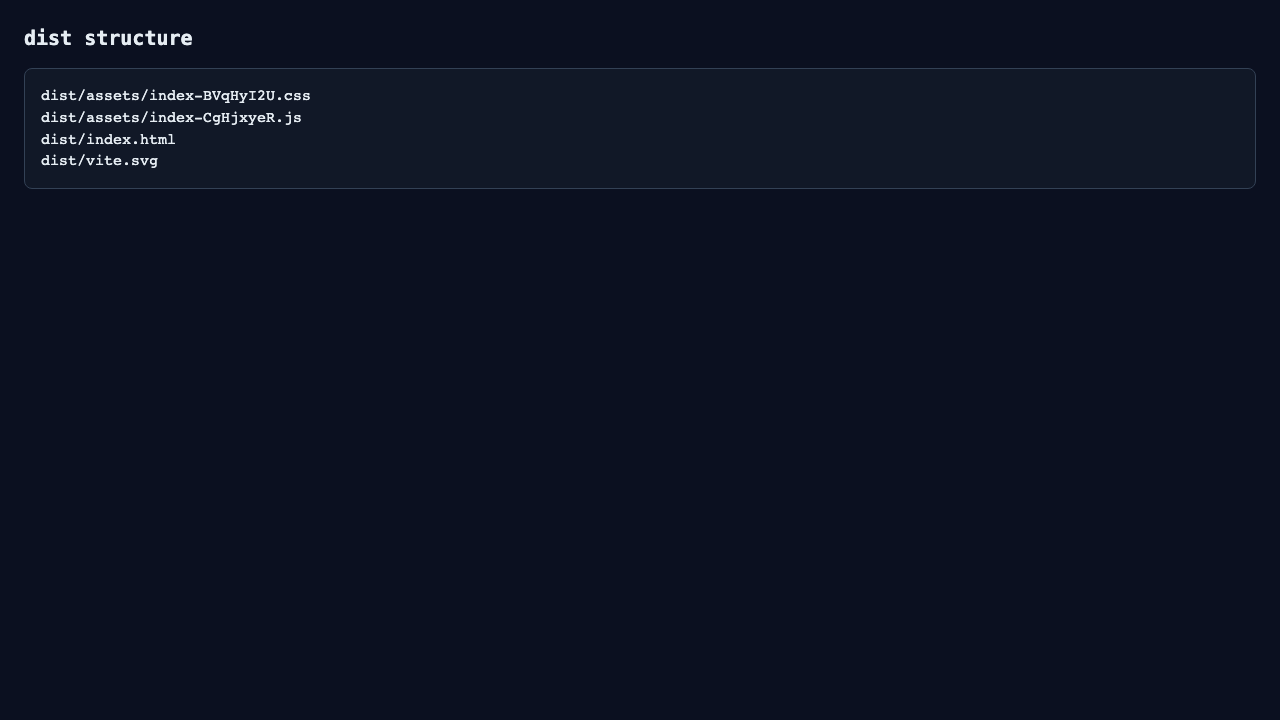 dist structure
dist/assets/index-BVqHyI2U.css
dist/assets/index-CgHjxyeR.js
dist/index.html
dist/vite.svg